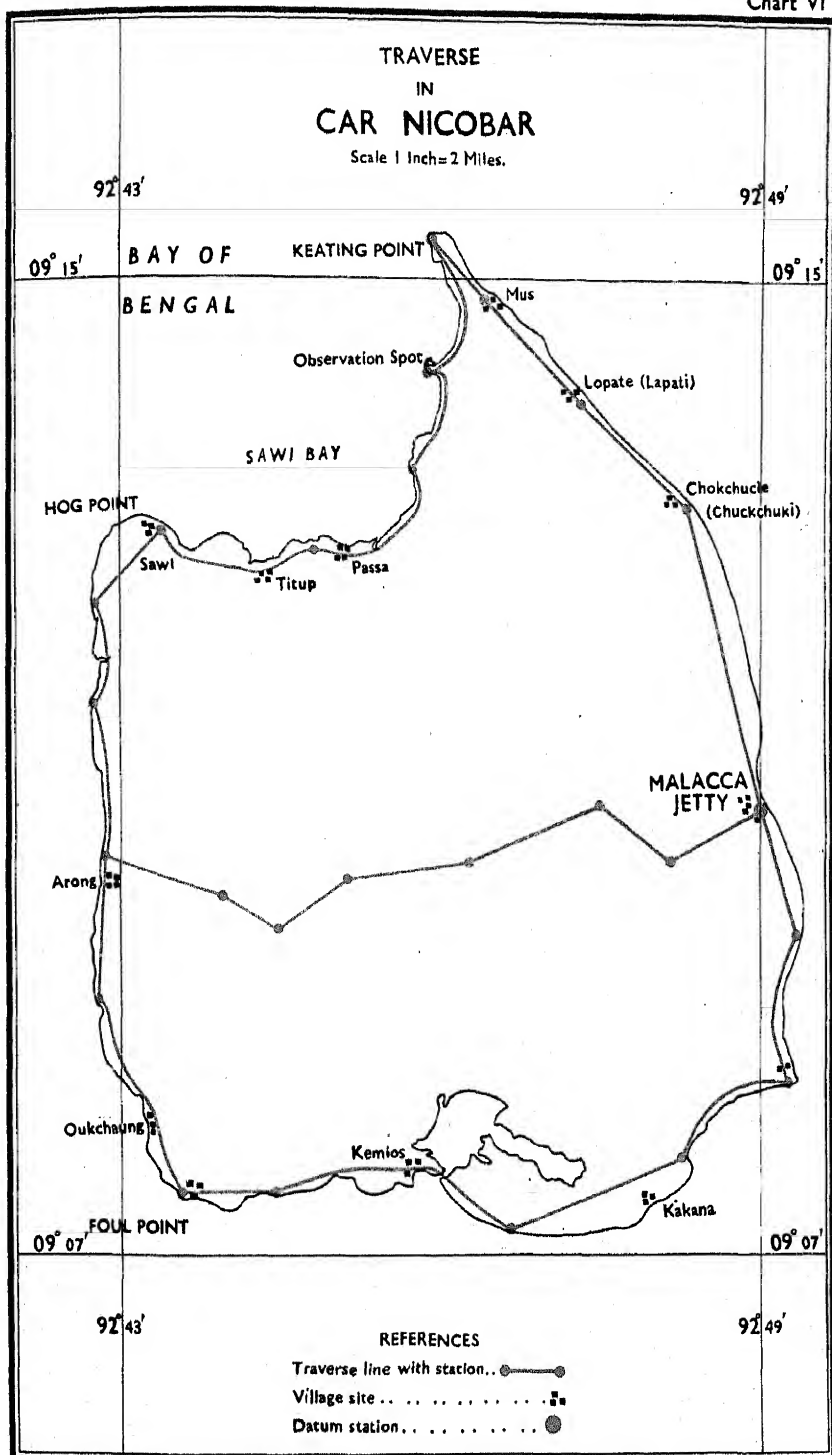 Chart VI
TRAVERSE
IN
CAR NICOBAR
Scale 1 Inch=2 Miles.
92° 43'
92° 49'
BAY OF
KEATING POINT
09° 15'
09° 15'
BENGAL
Mus
Observation Spot
Lopate (Lapati)
SAWI BAY
Chokchucle
(Chuckchuki)
HOG POINT
Sawi
Titup
Passa
MALACCA
JETTY
Arong
Oukchaung
Kemios
Kakana
FOUL POINT
09° 07'
09° 07'
92° 43'
92° 49'
REFERENCES
Traverse line with station..
Village site .. .. .. .. .. ..
Datum station.. .. .. .. ..